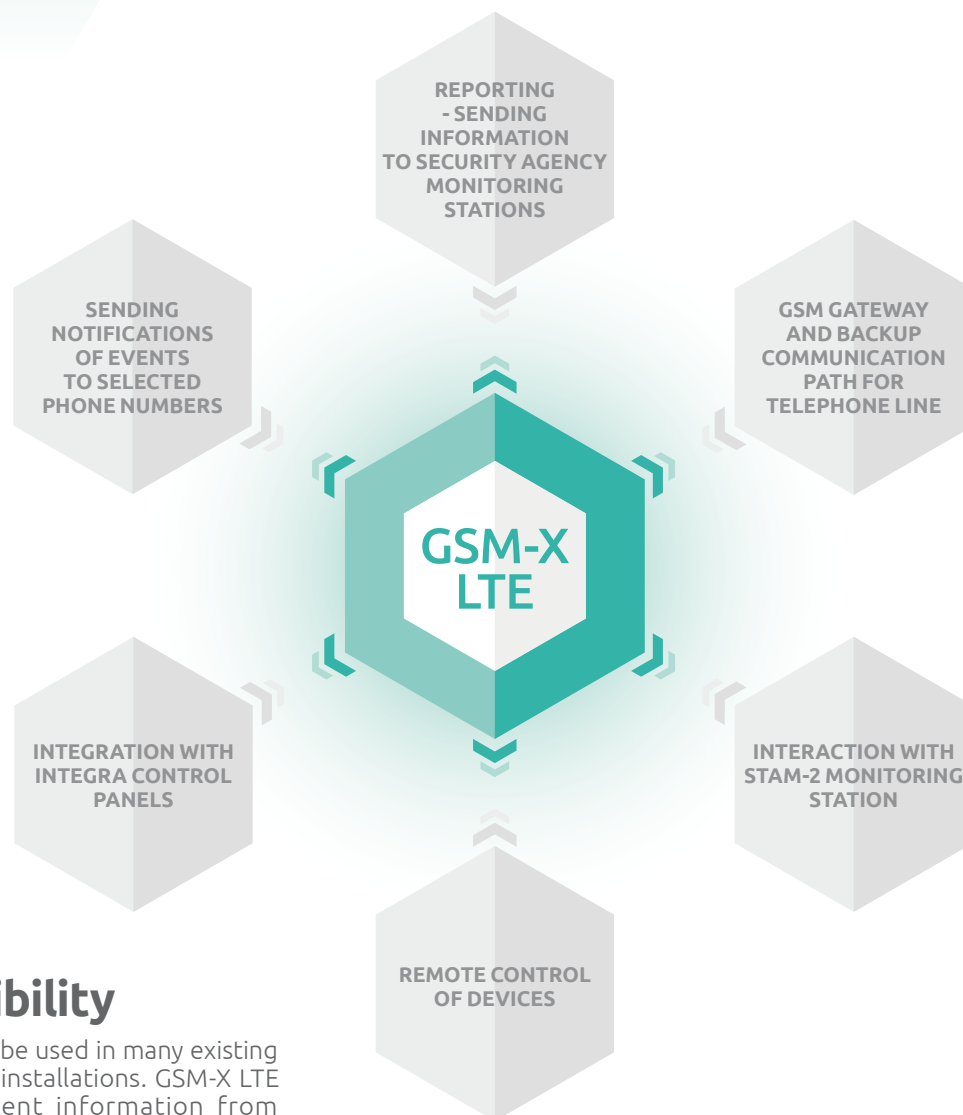 REPORTING
- SENDING
INFORMATION
TO SECURITY AGENCY
MONITORING
STATIONS
SENDING
NOTIFICATIONS
OF EVENTS
TO SELECTED
PHONE NUMBERS
GSM GATEWAY
AND BACKUP
COMMUNICATION
PATH FOR
TELEPHONE LINE
GSM-X
LTE
INTEGRATION WITH
INTEGRA CONTROL
PANELS
INTERACTION WITH
STAM-2 MONITORING
STATION
REMOTE CONTROL
OF DEVICES
ibility
be used in many existing
installations. GSM-X LTE
ent information from